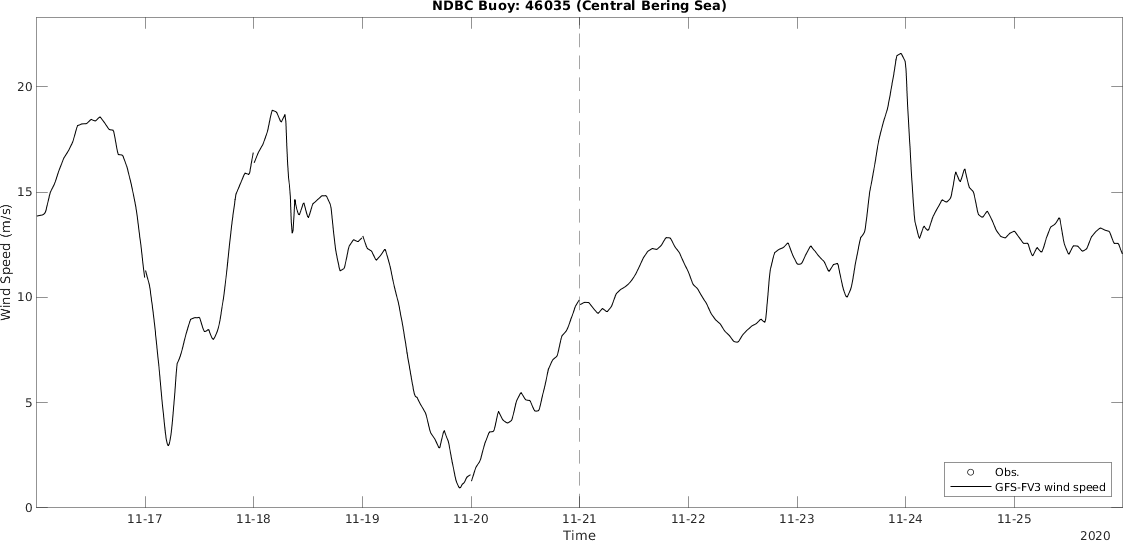 NDBC Buoy: 46035 (Central Bering Sea)
20
15
10
5
0
Wind Speed (m/s)
11-17 11-18 11-19 11-20 11-21 11-22 11-23 11-24 11-25
Time
2020
Obs.
GFS-FV3 wind speed